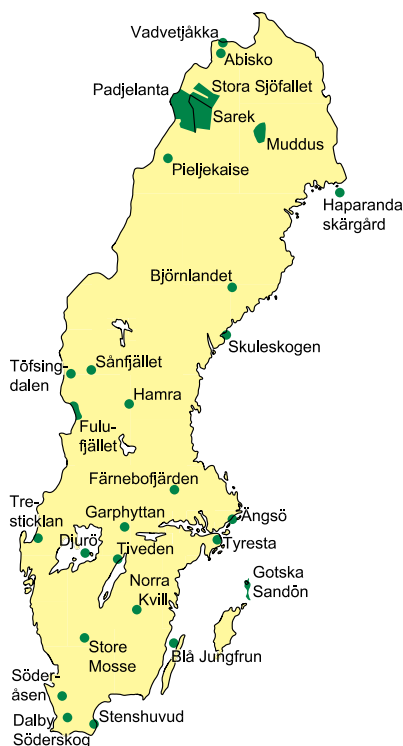 Vadvetjåkka
Abisko
Padjelanta
Stora Sjöfallet
Sarek
Muddus
Pieljekaise
Haparanda
skärgård
Björnlandet
Skuleskogen
Töfsing-
dalen
Sånfjället
Hamra
Fulu-
fjället
Färnebofjärden
Tre-
sticklan
Garphyttan
Ängsö
Djurö
Tiveden
Tyresta
Norra
Kvill
Gotska
Sandön
Store
Mosse
Blå Jungfrun
Söder-
åsen
Dalby
Söderskog
Stenshuvud